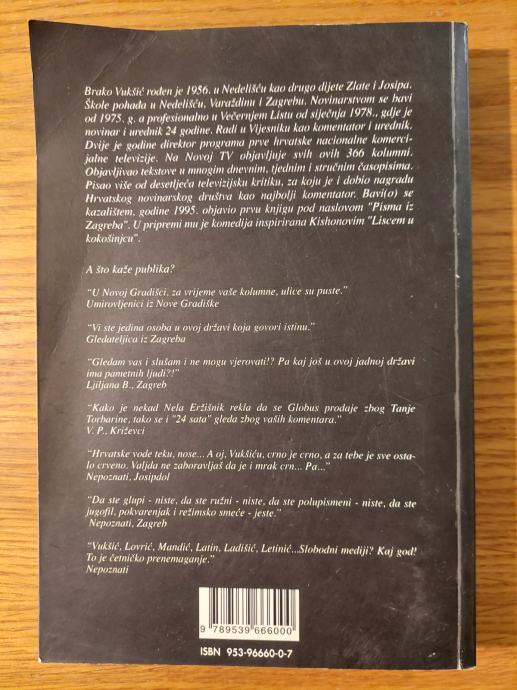 Brako Vukšić rođen je 1956. u Nedelišću kao drugo dijete Zlate i Josipa.
Škole pohađa u Nedelišću, Varaždinu i Zagrebu. Novinarstvom se bavi
od 1975. g. a profesionalno u Večernjem Listu od siječnja 1978., gdje je
novinar i urednik 24 godine. Radi u Vijesniku kao komentator i urednik.
Dvije je godine direktor programa prve hrvatske nacionalne komerci-
jalne televizije. Na Novoj TV objavljuje svih ovih 366 kolumni.
Objavljivao tekstove u mnogim dnevnim, tjednim i stručnim časopisima.
Pisao više od desetljeća televizijsku kritiku, za koju je i dobio nagradu
Hrvatskog novinarskog društva kao najbolji komentator. Bavi(o) se
kazalištem, godine 1995. objavio prvu knjigu pod naslovom "Pisma iz
Zagreba". U pripremi mu je komedija inspirirana Kishonovim "Liscem u
kokošinjcu".
A što kaže publika?
“U Novoj Gradišci, za vrijeme vaše kolumne, ulice su puste.”
Umirovljenici iz Nove Gradiške
“Vi ste jedina osoba u ovoj državi koja govori istinu.”
Gledateljica iz Zagreba
“Gledam vas i slušam i ne mogu vjerovati!? Pa kaj još u ovoj jadnoj državi
ima pametnih ljudi?!”
Ljiljana B., Zagreb
“Kako je nekad Nela Eržišnik rekla da se Globus prodaje zbog Tanje
Torbarine, tako se i "24 sata" gleda zbog vaših komentara.”
V. P., Križevci
“Hrvatske vode teku, nose... A oj, Vukšiću, crno je crno, a za tebe je sve osta-
lo crveno. Valjda ne zaboravljaš da je i mrak crn... Pa...”
Nepoznati, Josipdol
“Da ste glupi - niste, da ste ružni - niste, da ste polupismeni - niste, da ste
jugofil, pokvarenjak i režimsko smeće - jeste.”
Nepoznati, Zagreb
“Vukšić, Lovrić, Mandić, Latin, Ladišić, Letinić...Slobodni mediji? Kaj god!
To je četničko prenemaganje.”
Nepoznati
9 789539 666000
ISBN 953-96660-0-7